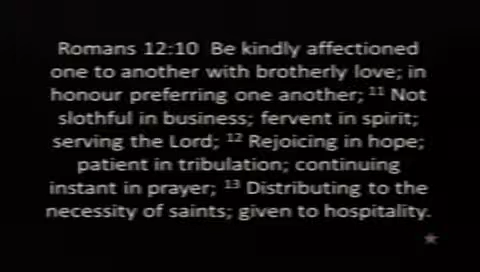 Romans 12:10 Be kindly affectioned
one to another with brotherly love; in
honour preferring one another; 11 Not
slothful in business; fervent in spirit;
serving the Lord; 12 Rejoicing in hope;
patient in tribulation; continuing
instant in prayer; 13 Distributing to the
necessity of saints; given to hospitality.